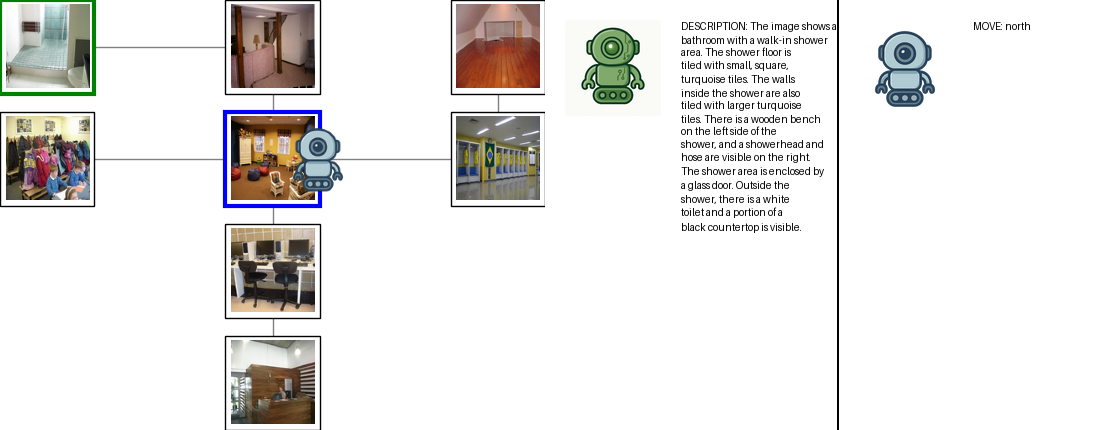 DESCRIPTION: The image shows a
bathroom with a walk-in shower
area. The shower floor is
tiled with small, square,
turquoise tiles. The walls
inside the shower are also
tiled with larger turquoise
tiles. There is a wooden bench
on the left side of the
shower, and a showerhead and
hose are visible on the right.
The shower area is enclosed by
a glass door. Outside the
shower, there is a white
toilet and a portion of a
black countertop is visible.
MOVE: north